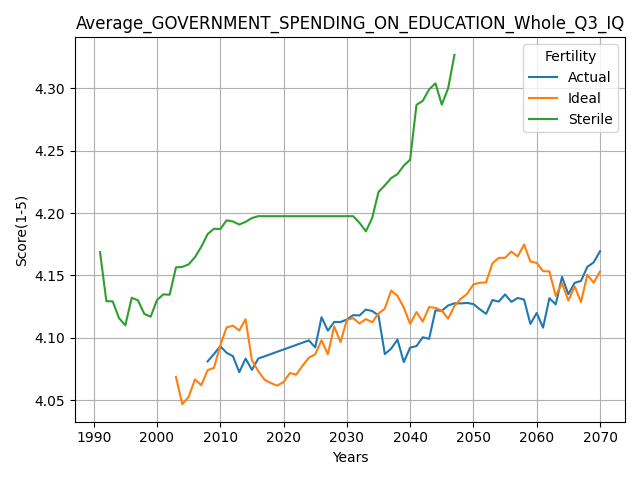 Average_GOVERNMENT_SPENDING_ON_EDUCATION_Whole_Q3_IQ
Fertility
Actual
Ideal
Sterile
Score(1-5)
4.30
4.25
4.20
4.15
4.10
4.05
1990 2000 2010 2020 2030 2040 2050 2060 2070
Years